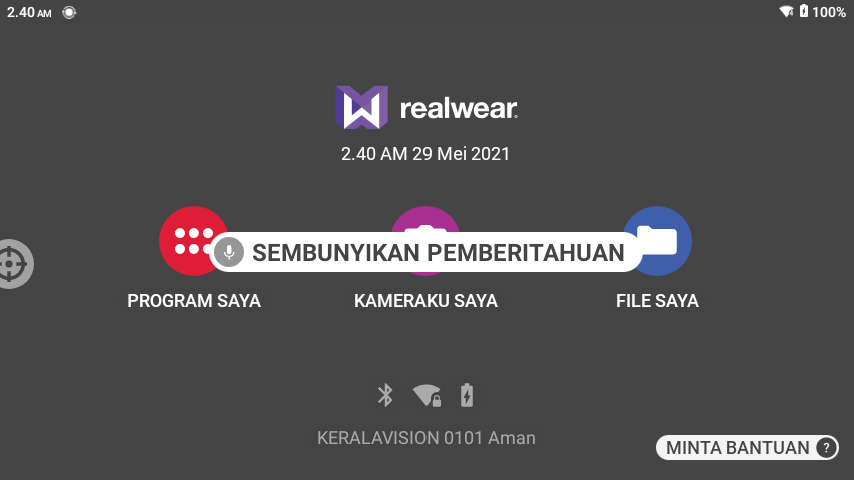 2.40 AM
100%
realwear
2.40 AM 29 Mei 2021
SEMBUNYIKAN PEMBERITAHUAN
PROGRAM SAYA
KAMERAKU SAYA
FILE SAYA
KERALAVISION 0101 Aman
MINTA BANTUAN ?